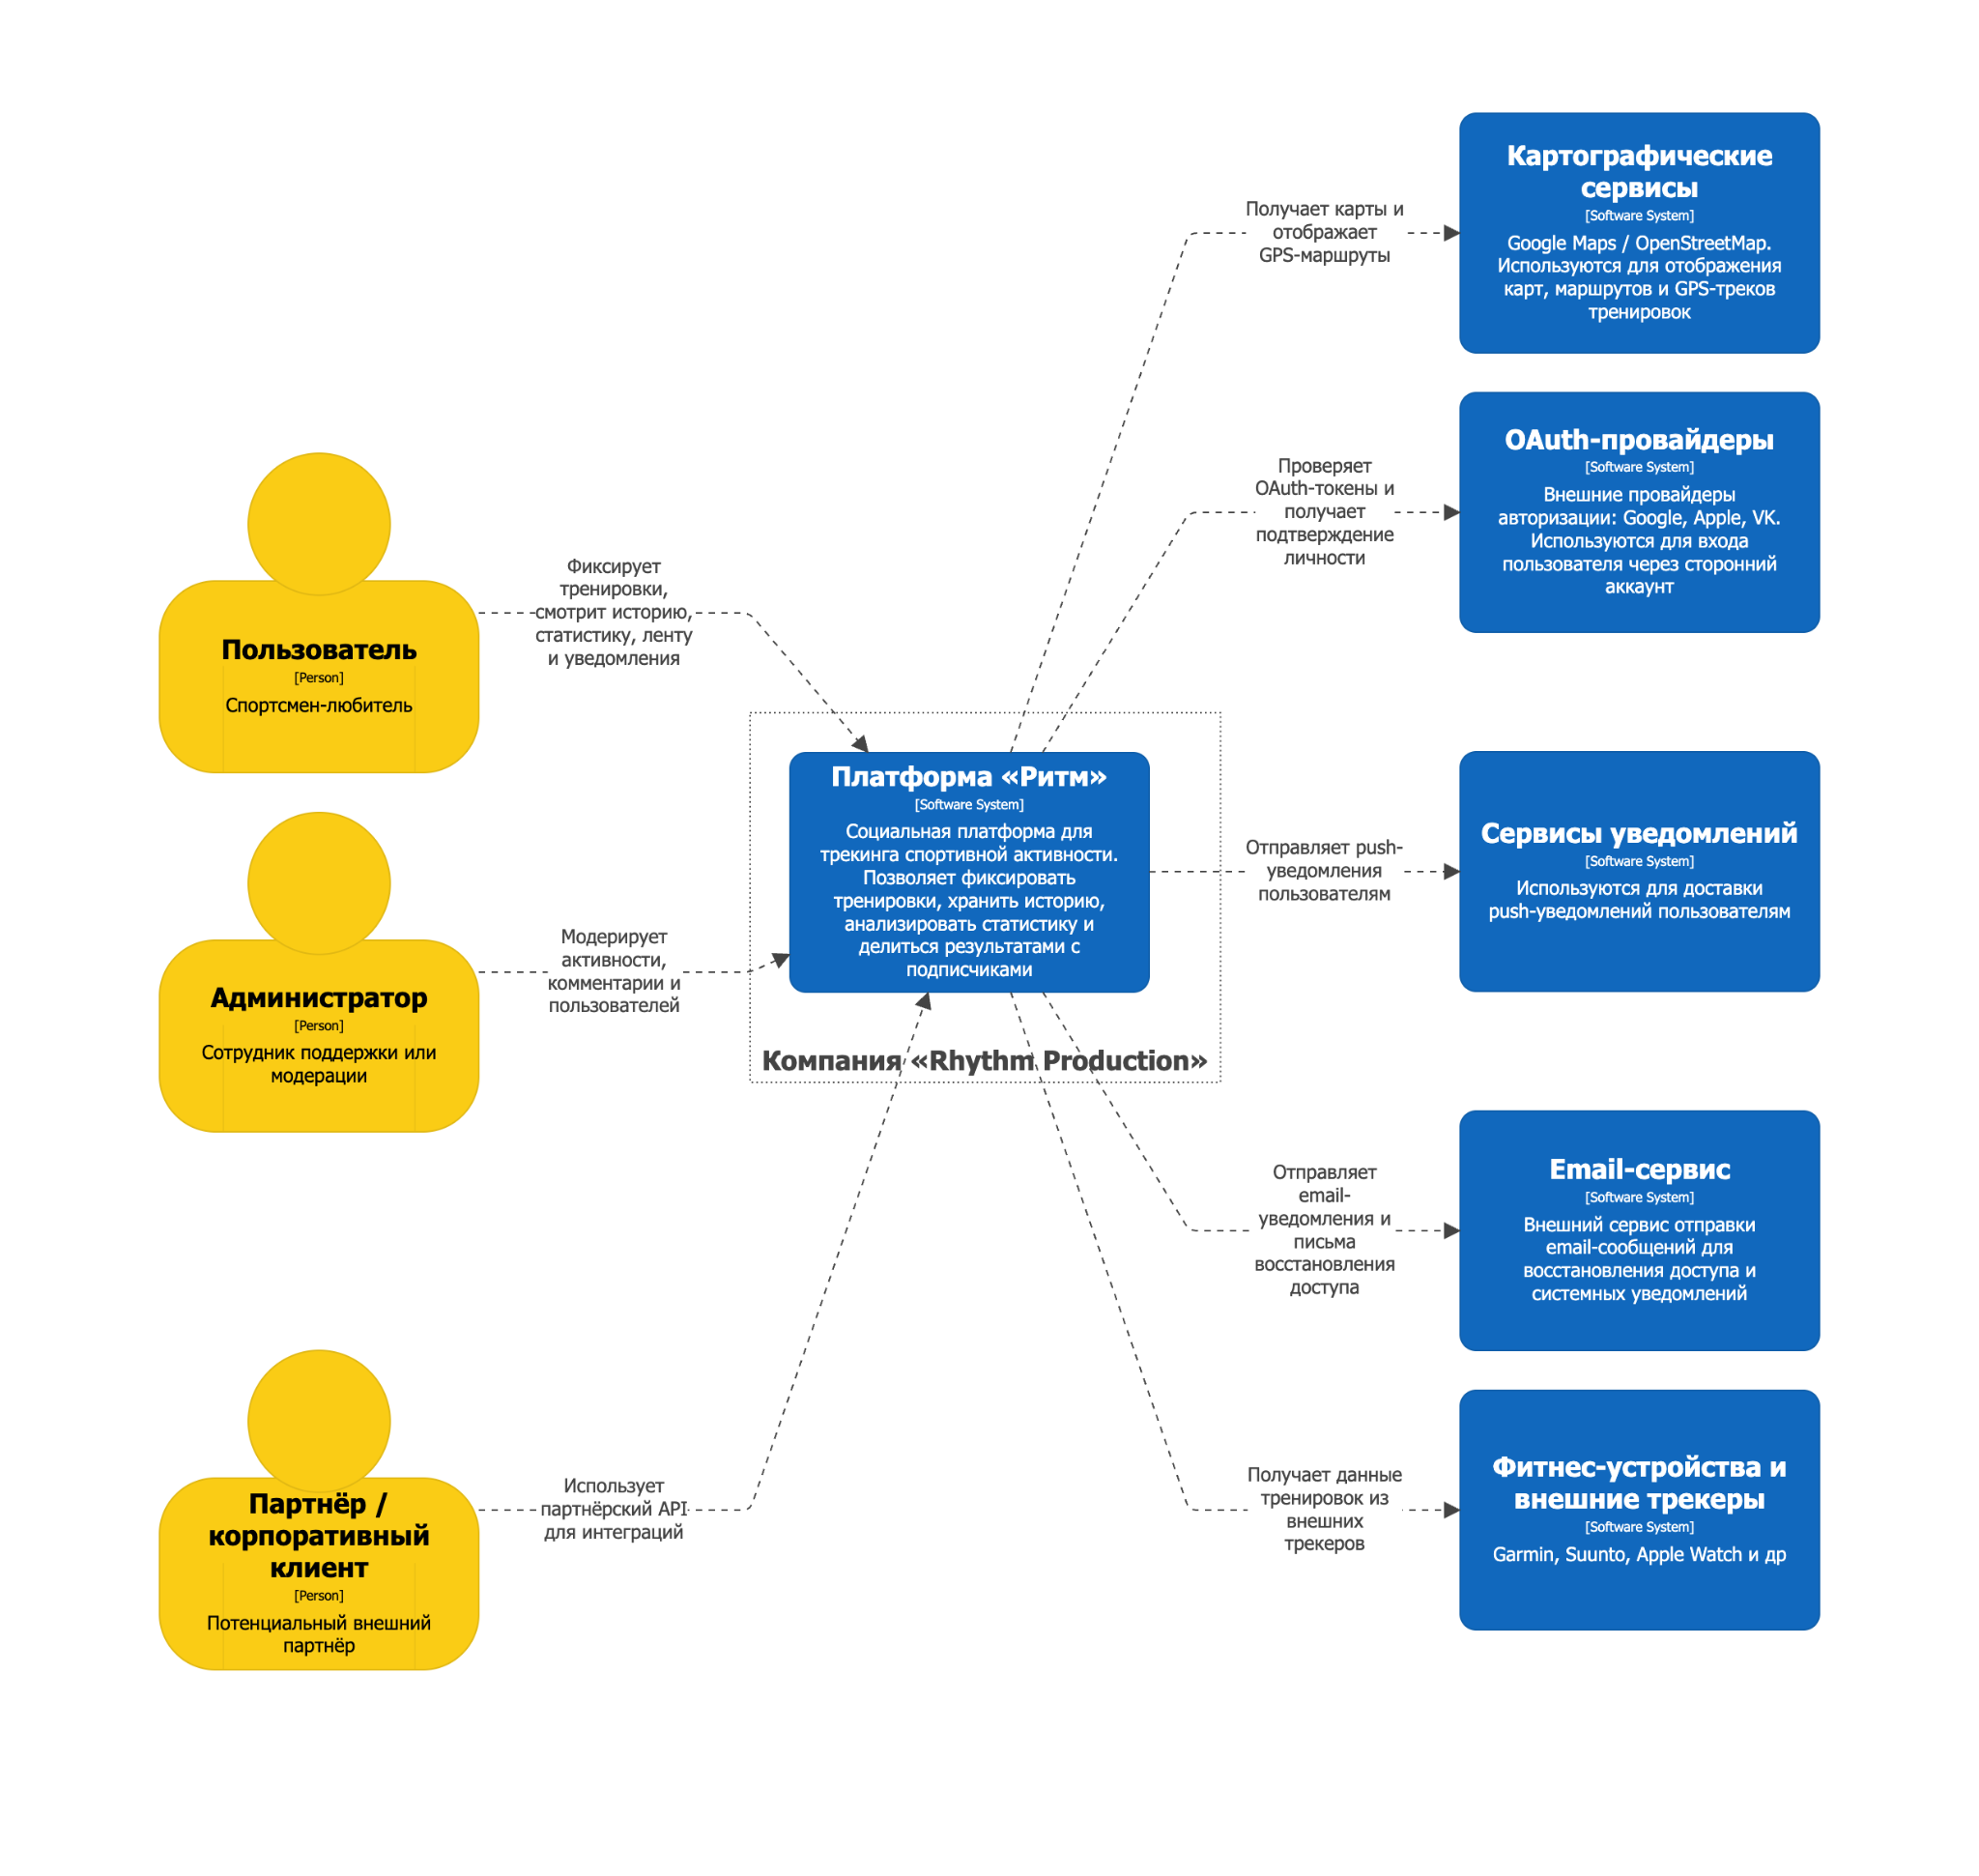 Пользователь
[Person]
Спортсмен-любитель
Администратор
[Person]
Сотрудник поддержки или
модерации
Партнёр /
корпоративный
клиент
[Person]
Потенциальный внешний
партнёр
Фиксирует
тренировки,
смотрит историю,
статистику, ленту
и уведомления
Модерирует
активности,
комментарии и
пользователей
Использует
партнёрский API
для интеграций
Платформа «Ритм»
[Software System]
Социальная платформа для
трекинга спортивной активности.
Позволяет фиксировать
тренировки, хранить историю,
анализировать статистику и
делиться результатами с
подписчиками
Компания «Rhythm Production»
Получает карты и
отображает
GPS-маршруты
Проверяет
OAuth-токены и
получает
подтверждение
личности
Отправляет push-
уведомления
пользователям
Отправляет
email-
уведомления и
письма
восстановления
доступа
Получает данные
тренировок из
внешних
трекеров
Картографические
сервисы
[Software System]
Google Maps / OpenStreetMap.
Используются для отображения
карт, маршрутов и GPS-треков
тренировок
OAuth-провайдеры
[Software System]
Внешние провайдеры
авторизации: Google, Apple, VK.
Используются для входа
пользователя через сторонний
аккаунт
Сервисы уведомлений
[Software System]
Используются для доставки
push-уведомлений пользователям
Email-сервис
[Software System]
Внешний сервис отправки
email-сообщений для
восстановления доступа и
системных уведомлений
Фитнес-устройства и
внешние трекеры
[Software System]
Garmin, Suunto, Apple Watch и др